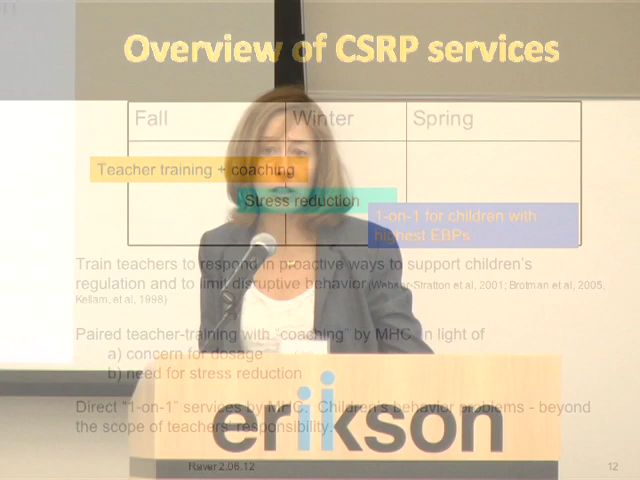 Overview of CSRP services
Fall Winter Spring
Teacher training + coaching
Stress reduction
1-on-1 for children with
highest EBPs
Train teachers to respond in proactive ways to support children's
regulation and to limit disruptive behavior (Webster-Stratton et al, 2001; Brotman et al, 2005,
Kellam, et al, 1998)
Paired teacher-training with "coaching" by MHC, in light of
a) concern for dosage
b) need for stress reduction
Direct "1-on-1" services by MHC. Children's behavior problems - beyond
the scope of teachers' responsibility.
erikson
Raver 2.06.12
12